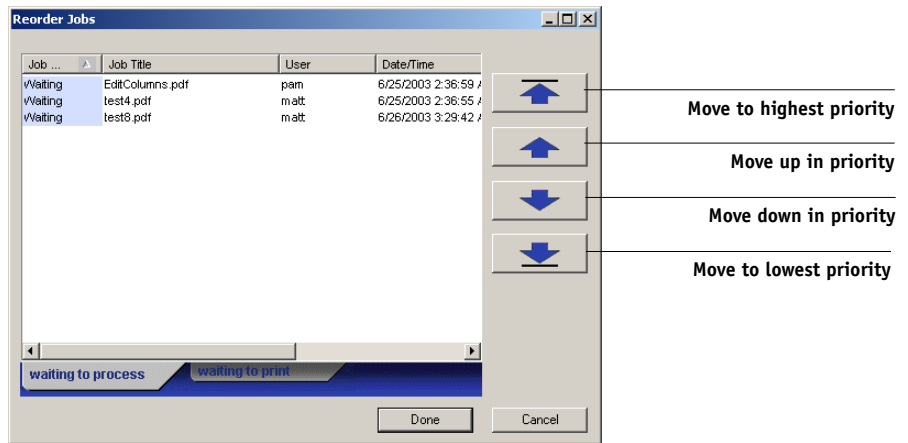 Reorder Jobs
Job ... Job Title User Date/Time
Waiting EditColumns.pdf pam 6/25/2003 2:36:59
Waiting test4.pdf matt 6/25/2003 2:36:55
Waiting test8.pdf matt 6/26/2003 3:29:42
Move to highest priority
Move up in priority
Move down in priority
Move to lowest priority
waiting to process waiting to print
Done Cancel